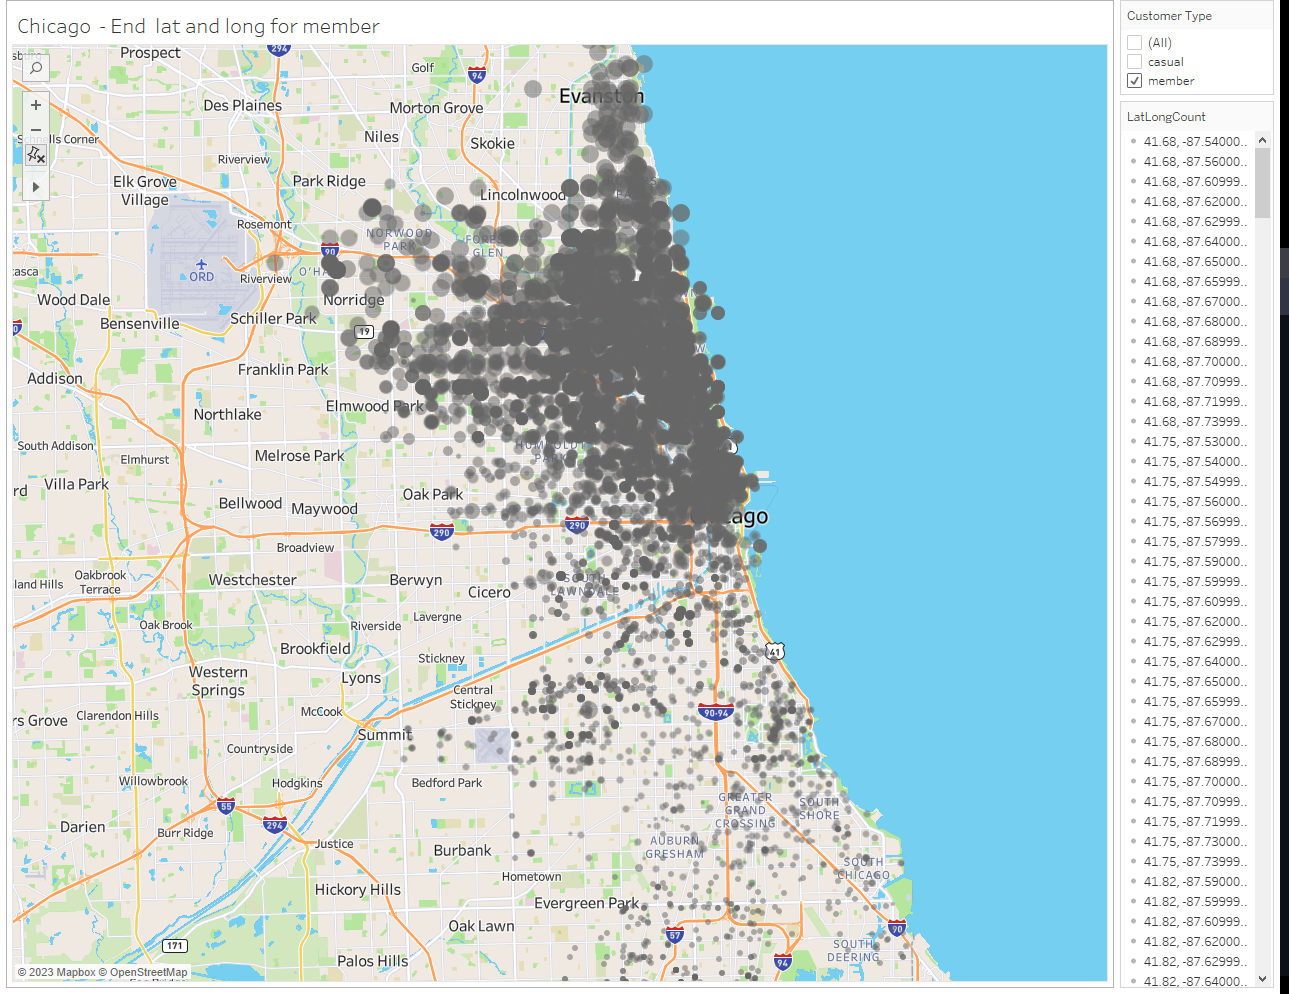 Chicago - End lat and long for member
Prospect
294
Golf
94
Evanston
Des Plaines
Morton Grove
Niles
Skokie
Schnells Corner
Riverview
Park Ridge
Elk Grove
Village
Lincolnwood
Rosemont
NORWOOD
PARK
FOREST
GLEN
90
O'HA
ORD
Riverview
Norridge
Wood Dale
Bensenville
Schiller Park
19
Franklin Park
Addison
Elmwood Park
Northlake
South Addison
HUMBOLDT
PARK
Elmhurst
Melrose Park
Villa Park
Oak Park
Bellwood
Maywood
cago
290
290
Broadview
Oakbrook
Terrace
land Hills
Westchester
Berwyn
Cicero
SOUTH
LAWNDALE
Lavergne
Oak Brook
Riverside
Brookfield
Stickney
41
Western
Springs
Lyons
Central
Stickney
rs Grove
Clarendon Hills
McCook
90-94
Summit
Countryside
Willowbrook
Hodgkins
Bedford Park
GREATER
GRAND
CROSSING
SOUTH
SHORE
55
294
Darien
Burr Ridge
Justice
Burbank
AUBURN
GRESHAM
SOUTH
CHICAGO
Hometown
Hickory Hills
Evergreen Park
Oak Lawn
90
57
171
SOUTH
DEERING
Palos Hills
94
© 2023 Mapbox © OpenStreetMap
Customer Type
(All)
casual
member
LatLongCount
41.68, -87.54000..
41.68, -87.56000..
41.68, -87.60999..
41.68, -87.62000..
41.68, -87.62999..
41.68, -87.64000..
41.68, -87.65000..
41.68, -87.65999..
41.68, -87.67000..
41.68, -87.68000..
41.68, -87.68999..
41.68, -87.70000..
41.68, -87.70999..
41.68, -87.71999..
41.68, -87.73999..
41.75, -87.53000..
41.75, -87.54000..
41.75, -87.54999..
41.75, -87.56000..
41.75, -87.56999..
41.75, -87.57999..
41.75, -87.59000..
41.75, -87.59999..
41.75, -87.60999..
41.75, -87.62000..
41.75, -87.62999..
41.75, -87.64000..
41.75, -87.65000..
41.75, -87.65999..
41.75, -87.67000..
41.75, -87.68000..
41.75, -87.68999..
41.75, -87.70000..
41.75, -87.70999..
41.75, -87.71999..
41.75, -87.73000..
41.75, -87.73999..
41.82, -87.59000..
41.82, -87.59999..
41.82, -87.60999..
41.82, -87.62000..
41.82, -87.62999..
41.82, -87.64000..